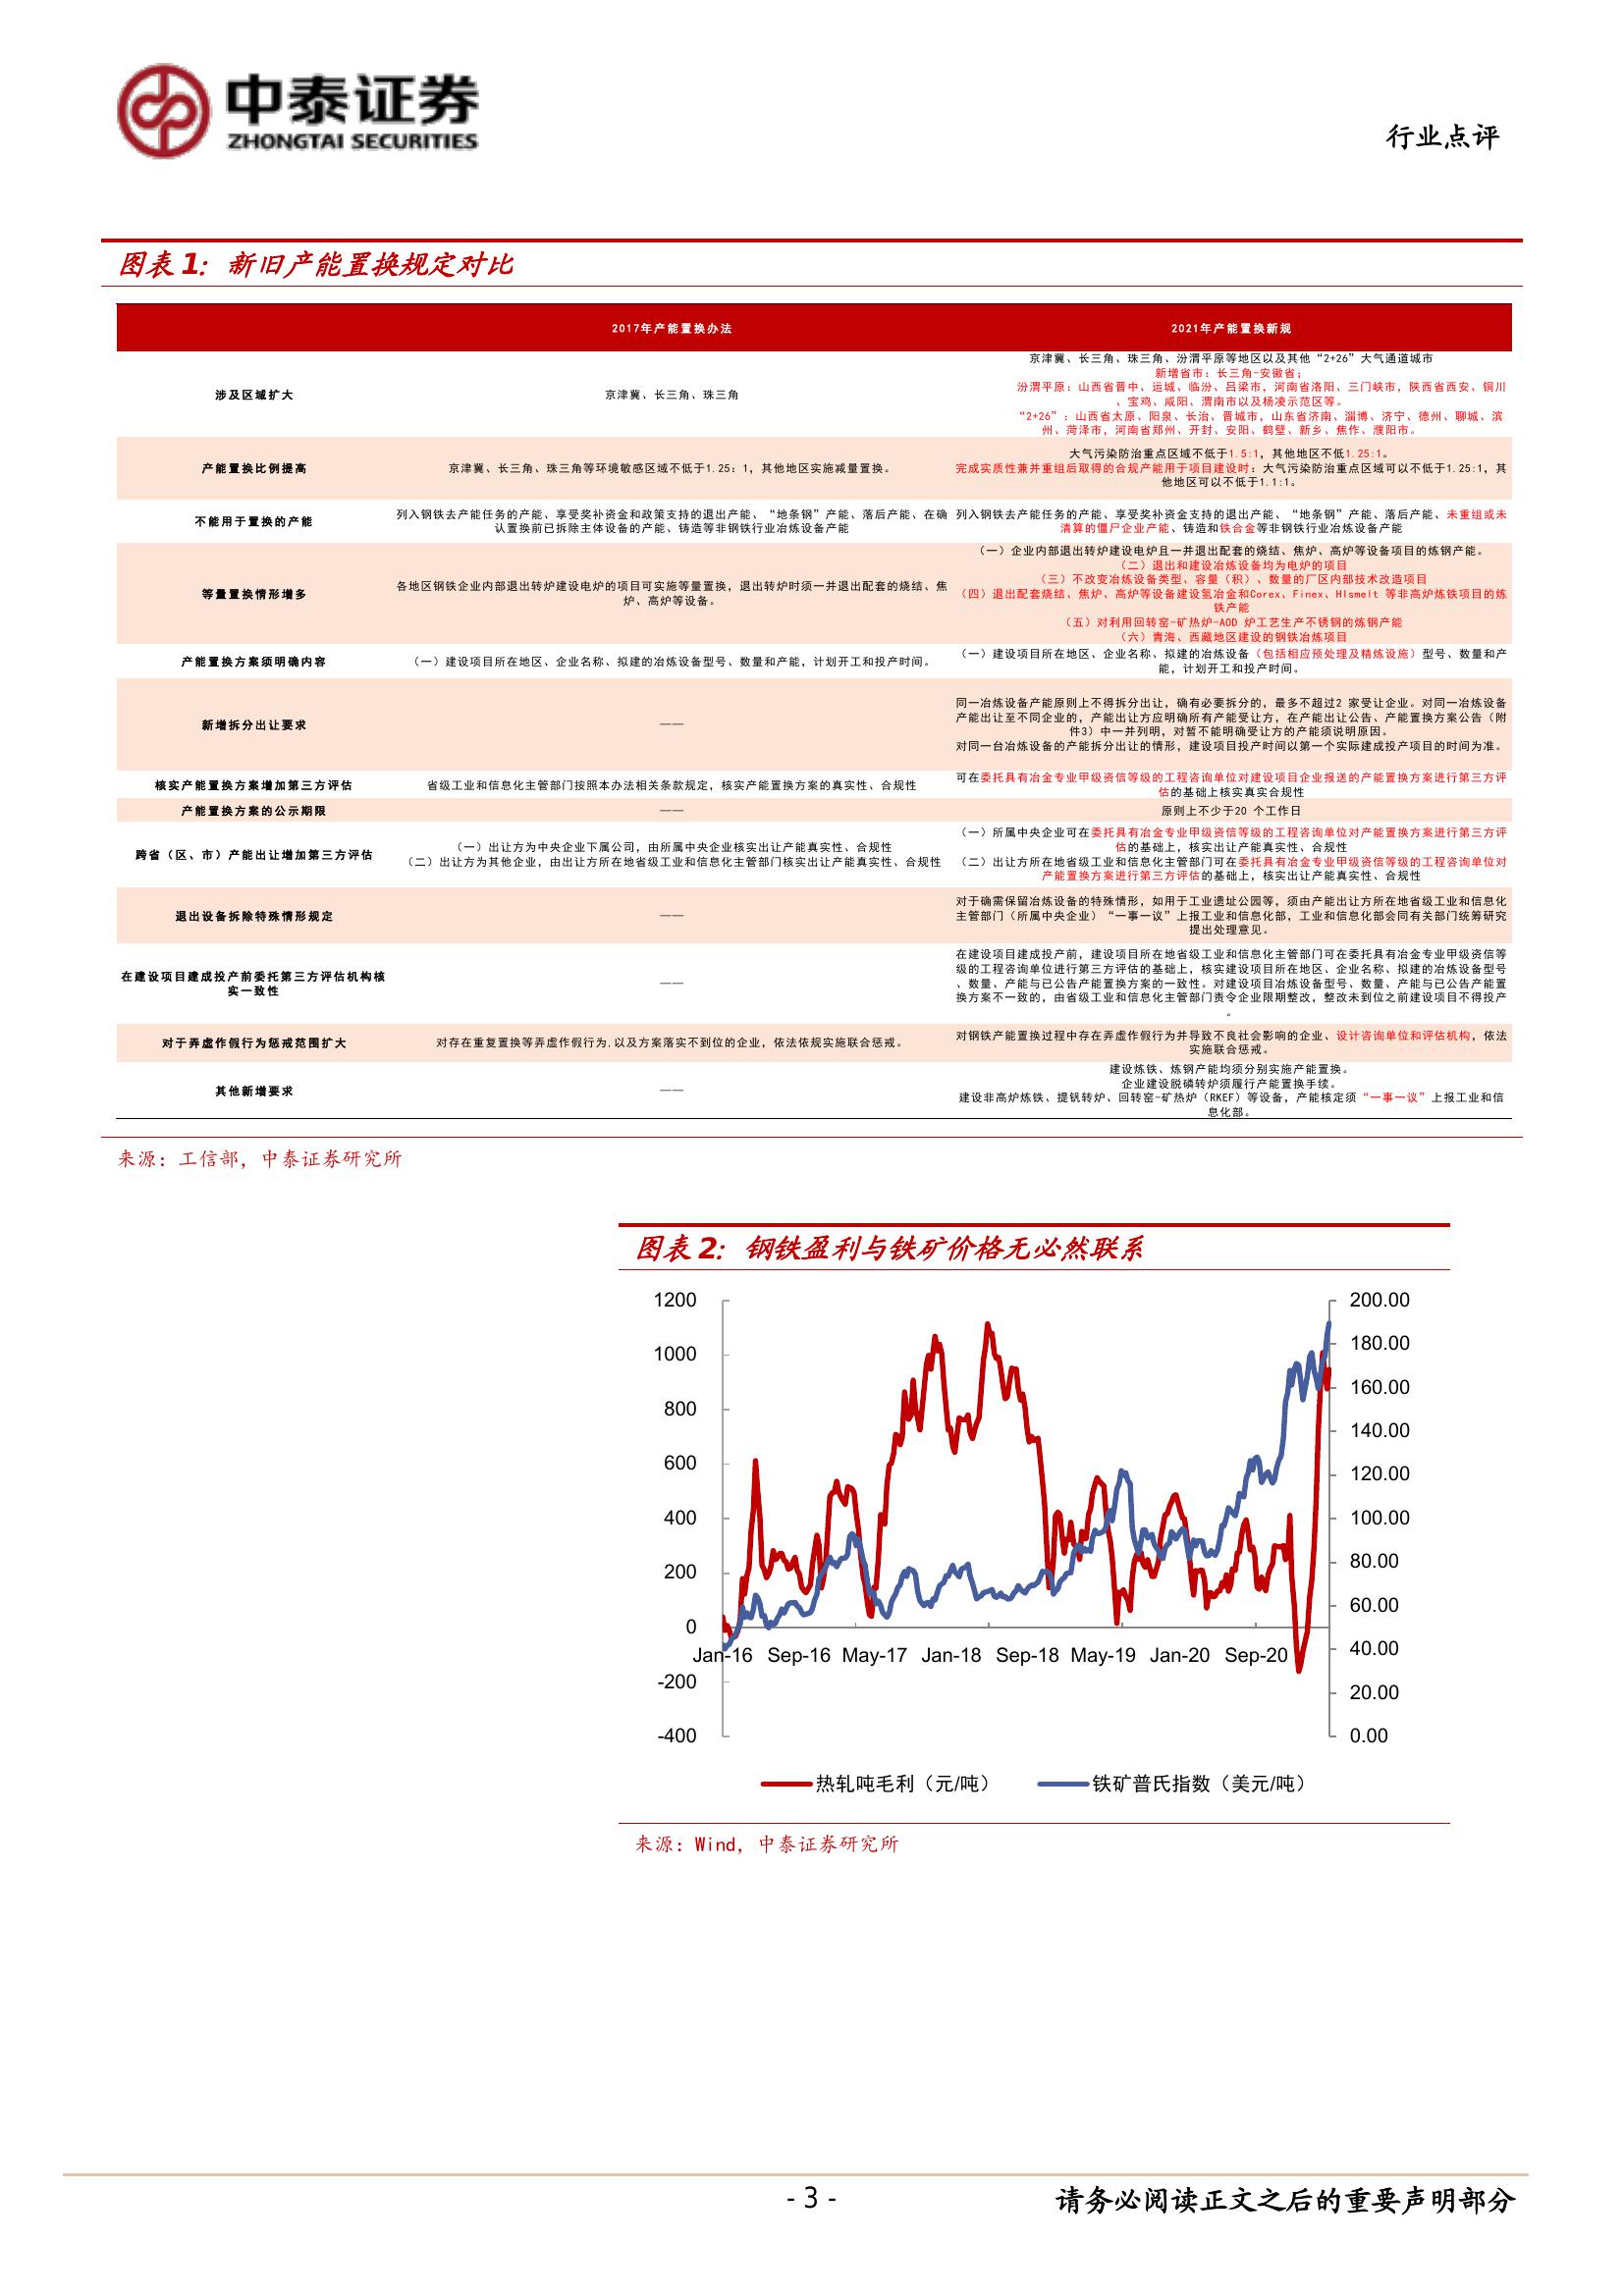 中泰证券
ZHONGTAI SECURITIES
行业点评
图表 1：新旧产能置换规定对比
2017年产能置换办法
2021年产能置换新规
涉及区域扩大
京津冀、长三角、珠三角
京津冀、长三角、珠三角、汾渭平原等地区以及其他“2+26”大气通道城市
新增省市：长三角-安徽省；
汾渭平原：山西省晋中、运城、临汾、吕梁市，河南省洛阳、三门峡市，陕西省西安、铜川
、宝鸡、咸阳、渭南市以及杨凌示范区等。
“2+26”：山西省太原、阳泉、长治、晋城市，山东省济南、淄博、济宁、德州、聊城、滨
州、菏泽市，河南省郑州、开封、安阳、鹤壁、新乡、焦作、濮阳市。
产能置换比例提高
京津冀、长三角、珠三角等环境敏感区域不低于1.25：1，其他地区实施减量置换。
大气污染防治重点区域不低于1.5:1，其他地区不低1.25:1。
完成实质性兼并重组后取得的合规产能用于项目建设时：大气污染防治重点区域可以不低于1.25:1，其
他地区可以不低于1.1:1。
不能用于置换的产能
列入钢铁去产能任务的产能、享受奖补资金和政策支持的退出产能、“地条钢”产能、落后产能、在确
认置换前已拆除主体设备的产能、铸造等非钢铁行业冶炼设备产能
列入钢铁去产能任务的产能、享受奖补资金支持的退出产能、“地条钢”产能、落后产能、未重组或未
清算的僵尸企业产能、铸造和铁合金等非钢铁行业冶炼设备产能
等量置换情形增多
各地区钢铁企业内部退出转炉建设电炉的项目可实施等量置换，退出转炉时须一并退出配套的烧结、焦
炉、高炉等设备。
（一）企业内部退出转炉建设电炉且一并退出配套的烧结、焦炉、高炉等设备项目的炼钢产能。
（二）退出和建设冶炼设备均为电炉的项目
（三）不改变冶炼设备类型、容量（积）、数量的厂区内部技术改造项目
（四）退出配套烧结、焦炉、高炉等设备建设氢冶金和Corex、Finex、HIsmelt 等非高炉炼铁项目的炼
铁产能
（五）对利用回转窑-矿热炉-AOD 炉工艺生产不锈钢的炼钢产能
（六）青海、西藏地区建设的钢铁冶炼项目
产能置换方案须明确内容
（一）建设项目所在地区、企业名称、拟建的冶炼设备型号、数量和产能，计划开工和投产时间。
（一）建设项目所在地区、企业名称、拟建的冶炼设备（包括相应预处理及精炼设施）型号、数量和产
能，计划开工和投产时间。
新增拆分出让要求
——
同一冶炼设备产能原则上不得拆分出让，确有必要拆分的，最多不超过2 家受让企业。对同一冶炼设备
产能出让至不同企业的，产能出让方应明确所有产能受让方，在产能出让公告、产能置换方案公告（附
件3）中一并列明，对暂不能明确受让方的产能须说明原因。
对同一台冶炼设备的产能拆分出让的情形，建设项目投产时间以第一个实际建成投产项目的时间为准。
核实产能置换方案增加第三方评估
省级工业和信息化主管部门按照本办法相关条款规定，核实产能置换方案的真实性、合规性
可在委托具有冶金专业甲级资信等级的工程咨询单位对建设项目企业报送的产能置换方案进行第三方评
估的基础上核实真实合规性
产能置换方案的公示期限
——
原则上不少于20 个工作日
跨省（区、市）产能出让增加第三方评估
（一）出让方为中央企业下属公司，由所属中央企业核实出让产能真实性、合规性
（二）出让方为其他企业，由出让方所在地省级工业和信息化主管部门核实出让产能真实性、合规性
（一）所属中央企业可在委托具有冶金专业甲级资信等级的工程咨询单位对产能置换方案进行第三方评
估的基础上，核实出让产能真实性、合规性
（二）出让方所在地省级工业和信息化主管部门可在委托具有冶金专业甲级资信等级的工程咨询单位对
产能置换方案进行第三方评估的基础上，核实出让产能真实性、合规性
退出设备拆除特殊情形规定
——
对于确需保留冶炼设备的特殊情形，如用于工业遗址公园等，须由产能出让方所在地省级工业和信息化
主管部门（所属中央企业）“一事一议”上报工业和信息化部，工业和信息化部会同有关部门统筹研究
提出处理意见。
在建设项目建成投产前委托第三方评估机构核
实一致性
——
在建设项目建成投产前，建设项目所在地省级工业和信息化主管部门可在委托具有冶金专业甲级资信等
级的工程咨询单位进行第三方评估的基础上，核实建设项目所在地区、企业名称、拟建的冶炼设备型号
、数量、产能与已公告产能置换方案的一致性。对建设项目冶炼设备型号、数量、产能与已公告产能置
换方案不一致的，由省级工业和信息化主管部门责令企业限期整改，整改未到位之前建设项目不得投产
。
对于弄虚作假行为惩戒范围扩大
对存在重复置换等弄虚作假行为,以及方案落实不到位的企业，依法依规实施联合惩戒。
对钢铁产能置换过程中存在弄虚作假行为并导致不良社会影响的企业、设计咨询单位和评估机构，依法
实施联合惩戒。
其他新增要求
——
建设炼铁、炼钢产能均须分别实施产能置换。
企业建设脱磷转炉须履行产能置换手续。
建设非高炉炼铁、提钒转炉、回转窑-矿热炉（RKEF）等设备，产能核定须“一事一议”上报工业和信
息化部。
来源：工信部，中泰证券研究所
图表 2：钢铁盈利与铁矿价格无必然联系
1200
1000
800
600
400
200
0
-200
-400
200.00
180.00
160.00
140.00
120.00
100.00
80.00
60.00
40.00
20.00
0.00
Jan-16 Sep-16 May-17 Jan-18 Sep-18 May-19 Jan-20 Sep-20
热轧吨毛利（元/吨） 铁矿普氏指数（美元/吨）
来源：Wind，中泰证券研究所
- 3 -
请务必阅读正文之后的重要声明部分